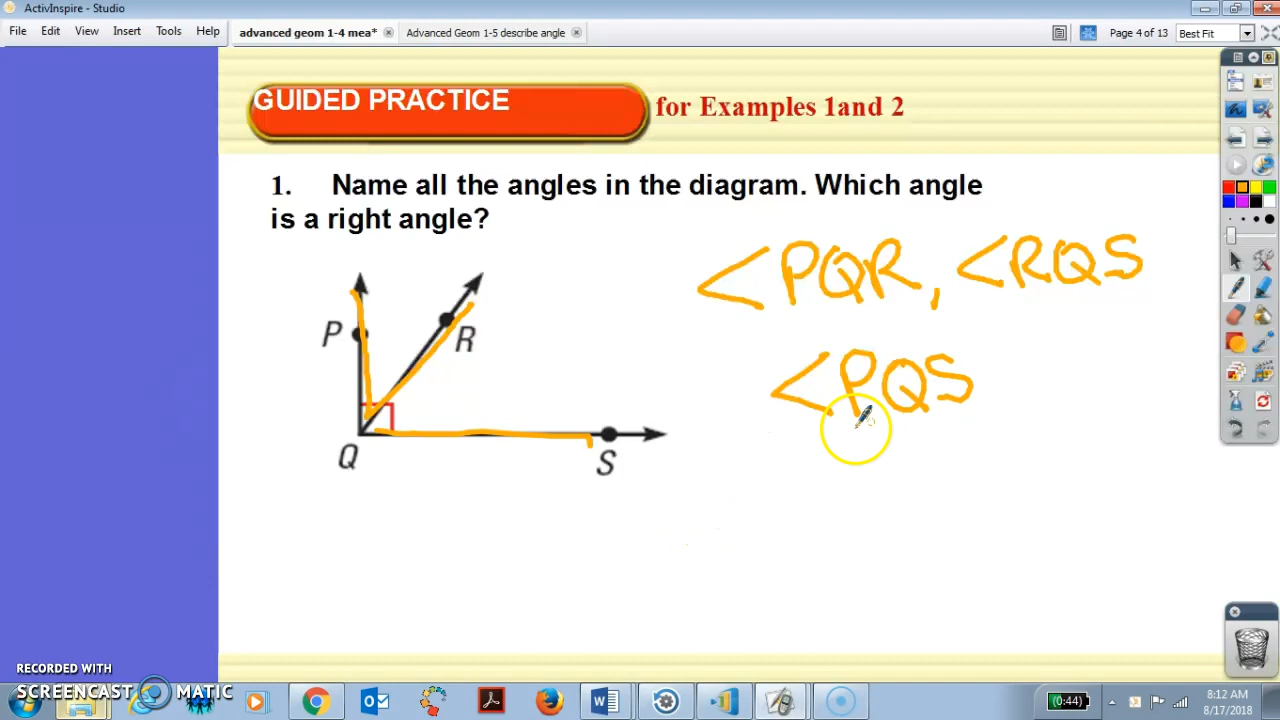 ActivInspire - Studio
File Edit View Insert Tools Help
advanced geom 1-4 mea*
Advanced Geom 1-5 describe angle
Page 4 of 13
Best Fit
GUIDED PRACTICE for Examples 1and 2
1. Name all the angles in the diagram. Which angle
is a right angle?
<PQR, <RQS
<PQS
P
R
Q
S
RECORDED WITH
SCREENCAST MATIC
(0:44)
8:12 AM
8/17/2018